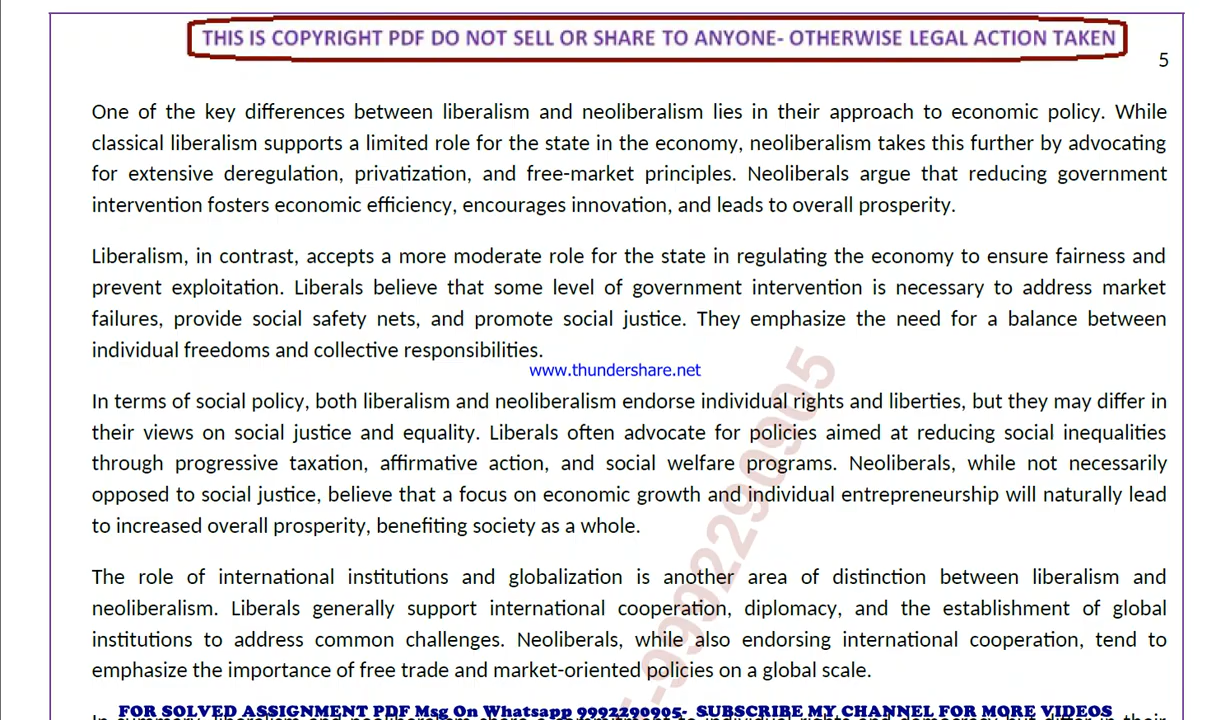 THIS IS COPYRIGHT PDF DO NOT SELL OR SHARE TO ANYONE- OTHERWISE LEGAL ACTION TAKEN
5
One of the key differences between liberalism and neoliberalism lies in their approach to economic policy. While
classical liberalism supports a limited role for the state in the economy, neoliberalism takes this further by advocating
for extensive deregulation, privatization, and free-market principles. Neoliberals argue that reducing government
intervention fosters economic efficiency, encourages innovation, and leads to overall prosperity.
Liberalism, in contrast, accepts a more moderate role for the state in regulating the economy to ensure fairness and
prevent exploitation. Liberals believe that some level of government intervention is necessary to address market
failures, provide social safety nets, and promote social justice. They emphasize the need for a balance between
individual freedoms and collective responsibilities.
www.thundershare.net
In terms of social policy, both liberalism and neoliberalism endorse individual rights and liberties, but they may differ in
their views on social justice and equality. Liberals often advocate for policies aimed at reducing social inequalities
through progressive taxation, affirmative action, and social welfare programs. Neoliberals, while not necessarily
opposed to social justice, believe that a focus on economic growth and individual entrepreneurship will naturally lead
to increased overall prosperity, benefiting society as a whole.
The role of international institutions and globalization is another area of distinction between liberalism and
neoliberalism. Liberals generally support international cooperation, diplomacy, and the establishment of global
institutions to address common challenges. Neoliberals, while also endorsing international cooperation, tend to
emphasize the importance of free trade and market-oriented policies on a global scale.
-9992290905
FOR SOLVED ASSIGNMENT PDF Msg On Whatsapp 9992290905- SUBSCRIBE MY CHANNEL FOR MORE VIDEOS